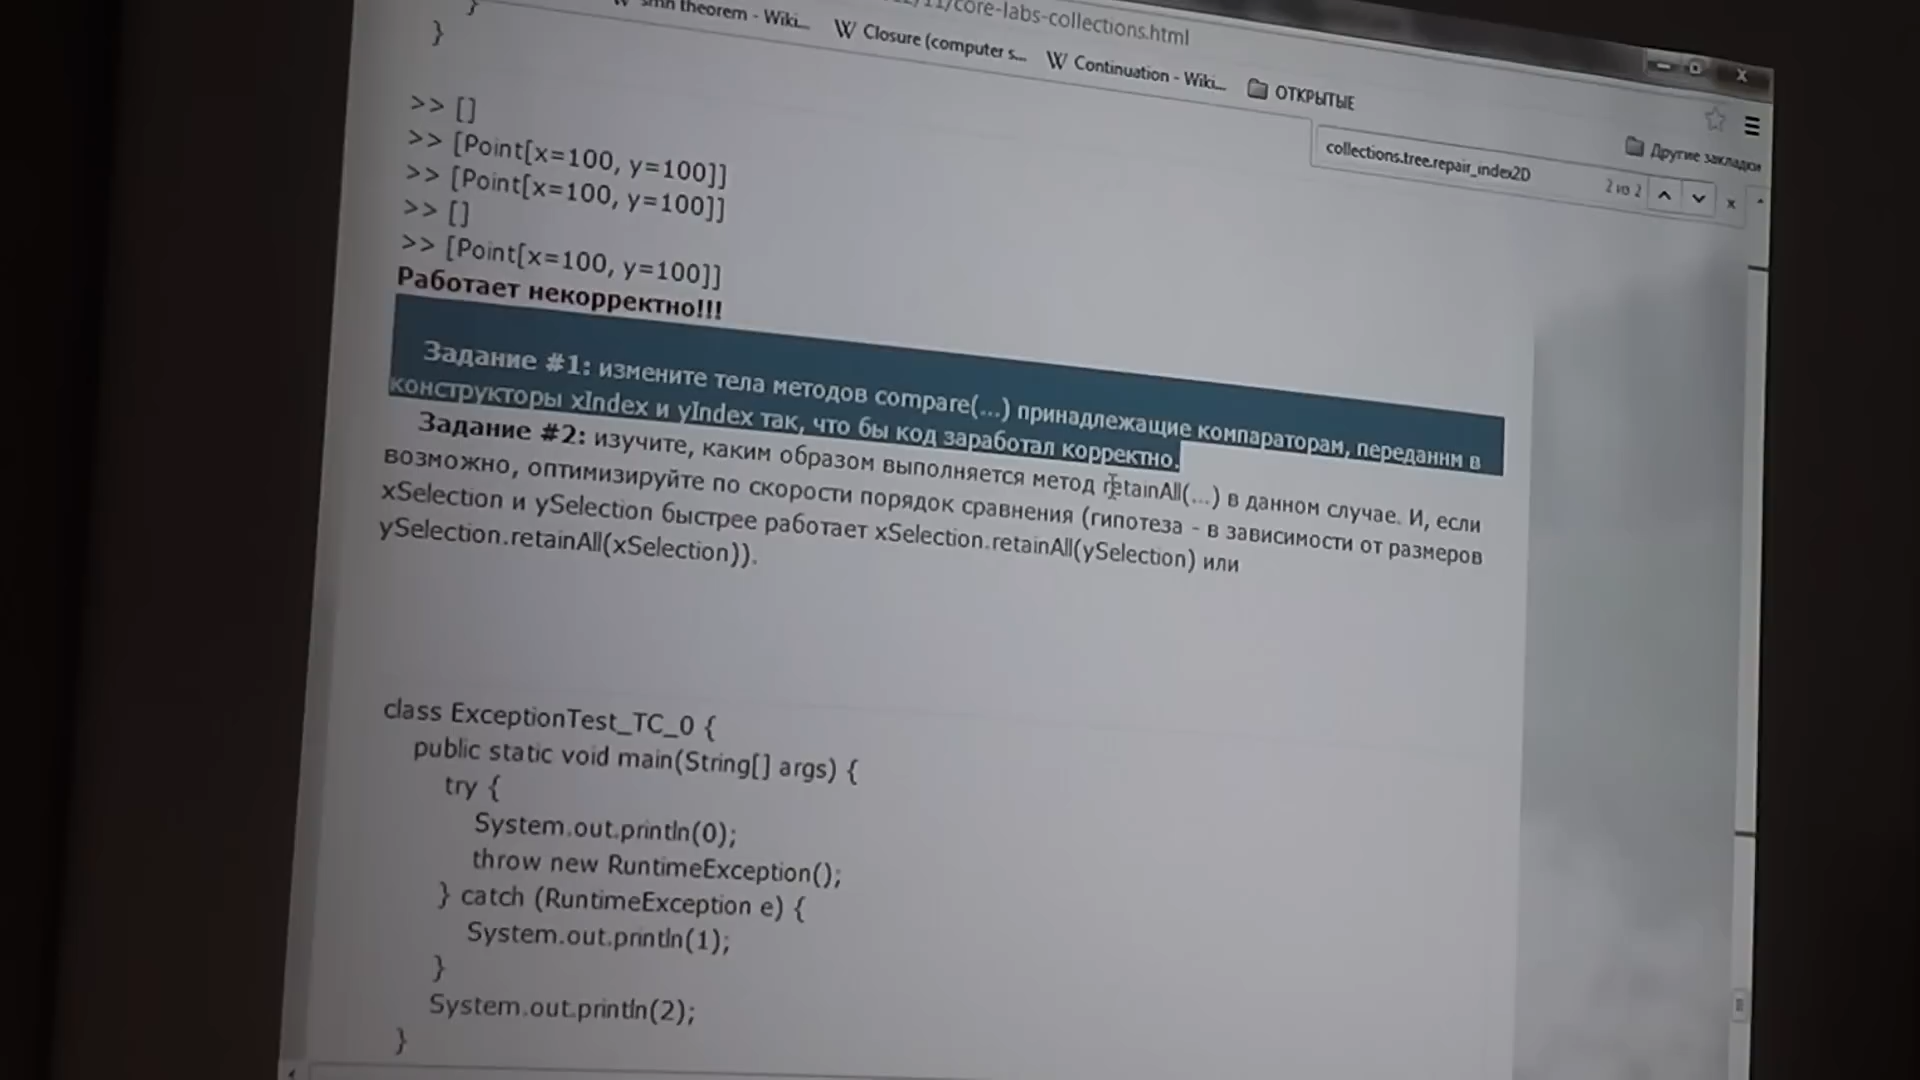 /11/core-labs-collections.html
smn theorem - Wiki...
Closure (computer s...
Continuation - Wiki...
ОТКРЫТЫЕ
Другие закладки
collections.tree.repair_index2D
2 из 2
}
}
>> []
>> [Point[x=100, y=100]]
>> [Point[x=100, y=100]]
>> []
>> [Point[x=100, y=100]]
Работает некорректно!!!
Задание #1: измените тела методов compare(...) принадлежащие компараторам, переданнм в
конструкторы xIndex и yIndex так, что бы код заработал корректно.
Задание #2: изучите, каким образом выполняется метод retainAll(...) в данном случае. И, если
возможно, оптимизируйте по скорости порядок сравнения (гипотеза - в зависимости от размеров
xSelection и ySelection быстрее работает xSelection.retainAll(ySelection) или
ySelection.retainAll(xSelection)).
class ExceptionTest_TC_0 {
public static void main(String[] args) {
try {
System.out.println(0);
throw new RuntimeException();
} catch (RuntimeException e) {
System.out.println(1);
}
System.out.println(2);
}